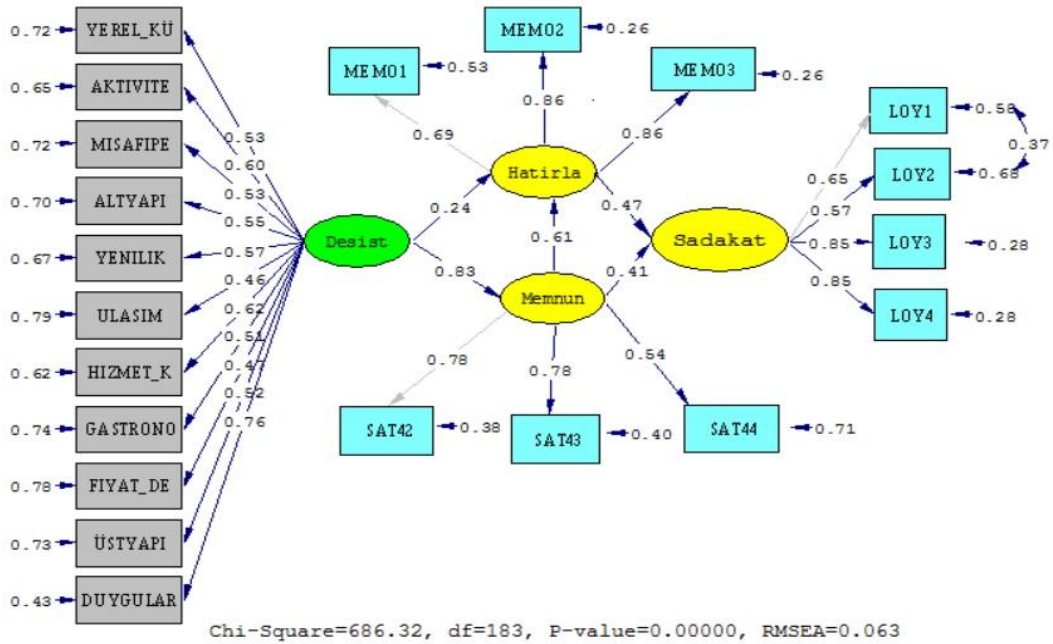 0.72 YEREL_KÜ
0.65 AKTIVITE
0.72 MISAFIPE
0.70 ALTYAPI
0.67 YENILIK
0.79 ULASIM
0.62 HIZMET_K
0.74 GASTRONO
0.78 FIYAT_DE
0.73 ÜSTYAPI
0.43 DUYGULAR
0.53
0.60
0.53
0.55
0.57
0.46
0.62
0.51
0.47
0.52
0.76
Desist
0.24
0.83
MEMO1 0.53
MEMO2 0.26
MEMO3 0.26
0.69
0.86
0.86
Hatirla
0.47
0.61
0.41
Memnun
0.78
0.78
0.54
SAT42 0.38
SAT43 0.40
SAT44 0.71
Sadakat
0.65
0.57
0.85
0.85
LOY1 0.58
LOY2 0.68
0.37
LOY3 0.28
LOY4 0.28
Chi-Square=686.32, df=183, P-value=0.00000, RMSEA=0.063